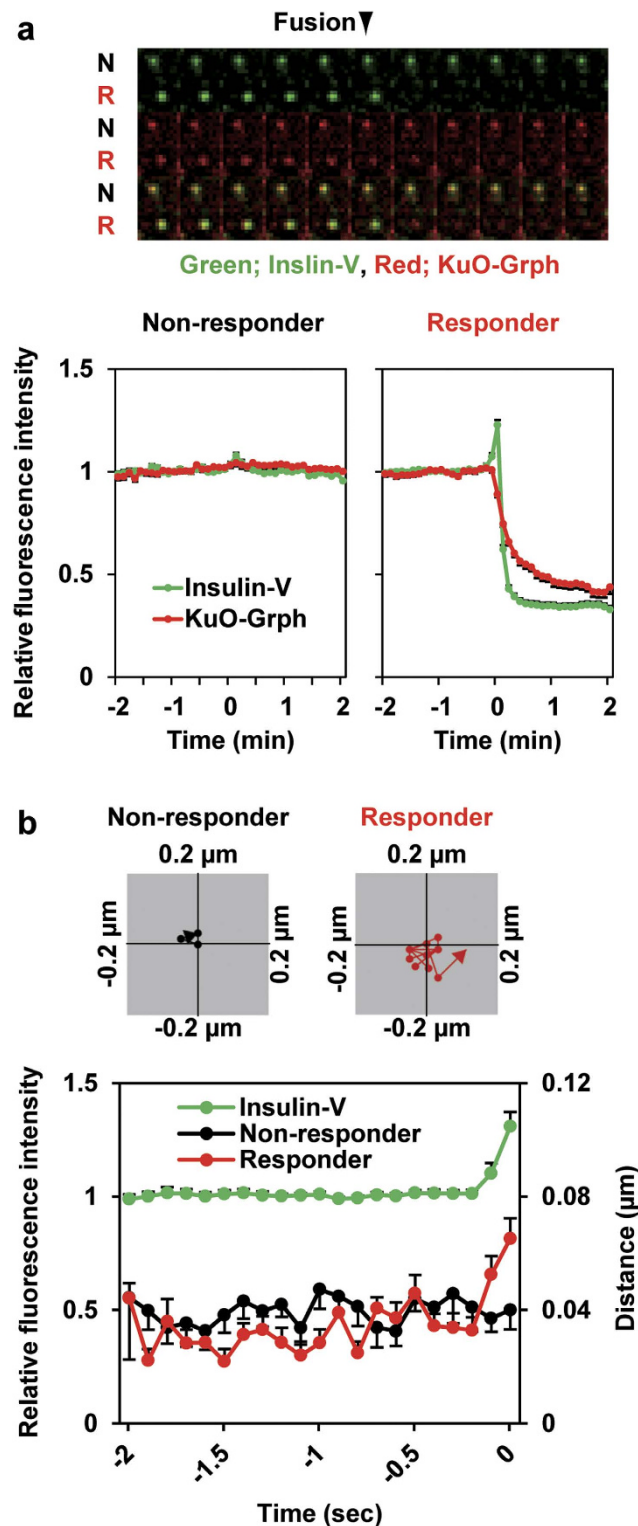 a
Fusion
N
R
N
R
N
R
Green; Inslin-V, Red; KuO-Grph
Non-responder
Responder
Relative fluorescence intensity
1.5
1
0.5
0
Insulin-V
KuO-Grph
-2 -1 0 1 2
-2 -1 0 1 2
Time (min)
Time (min)
b
Non-responder
Responder
0.2 µm
0.2 µm
-0.2 µm
0.2 µm
-0.2 µm
0.2 µm
-0.2 µm
-0.2 µm
Relative fluorescence intensity
1.5
1
0.5
0
Insulin-V
Non-responder
Responder
0.12
0.08
0.04
0
Distance (µm)
-2 -1.5 -1 -0.5 0
Time (sec)